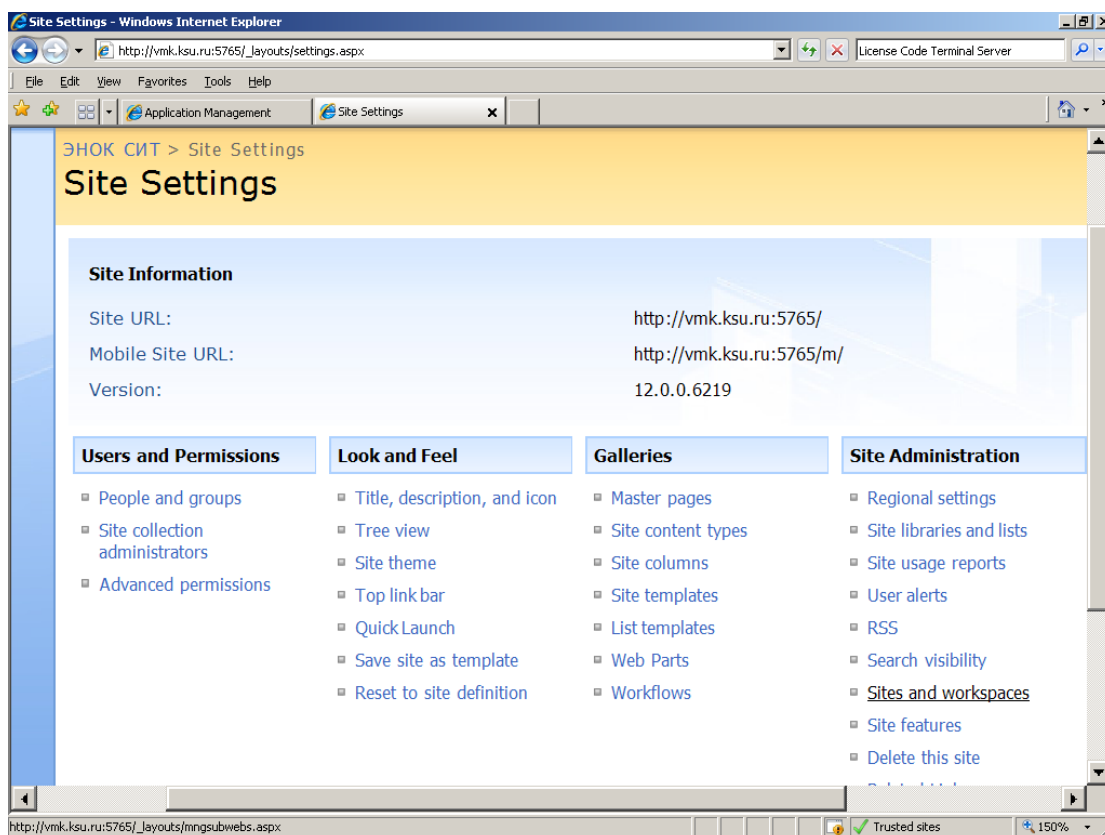 Site Settings - Windows Internet Explorer
http://vmk.ksu.ru:5765/_layouts/settings.aspx
License Code Terminal Server
File Edit View Favorites Tools Help
Application Management
Site Settings
ЭНОК СИТ > Site Settings
Site Settings
Site Information
Site URL: http://vmk.ksu.ru:5765/
Mobile Site URL: http://vmk.ksu.ru:5765/m/
Version: 12.0.0.6219
Users and Permissions
People and groups
Site collection
administrators
Advanced permissions
Look and Feel
Title, description, and icon
Tree view
Site theme
Top link bar
Quick Launch
Save site as template
Reset to site definition
Galleries
Master pages
Site content types
Site columns
Site templates
List templates
Web Parts
Workflows
Site Administration
Regional settings
Site libraries and lists
Site usage reports
User alerts
RSS
Search visibility
Sites and workspaces
Site features
Delete this site
http://vmk.ksu.ru:5765/_layouts/mngsubwebs.aspx
Trusted sites
150%